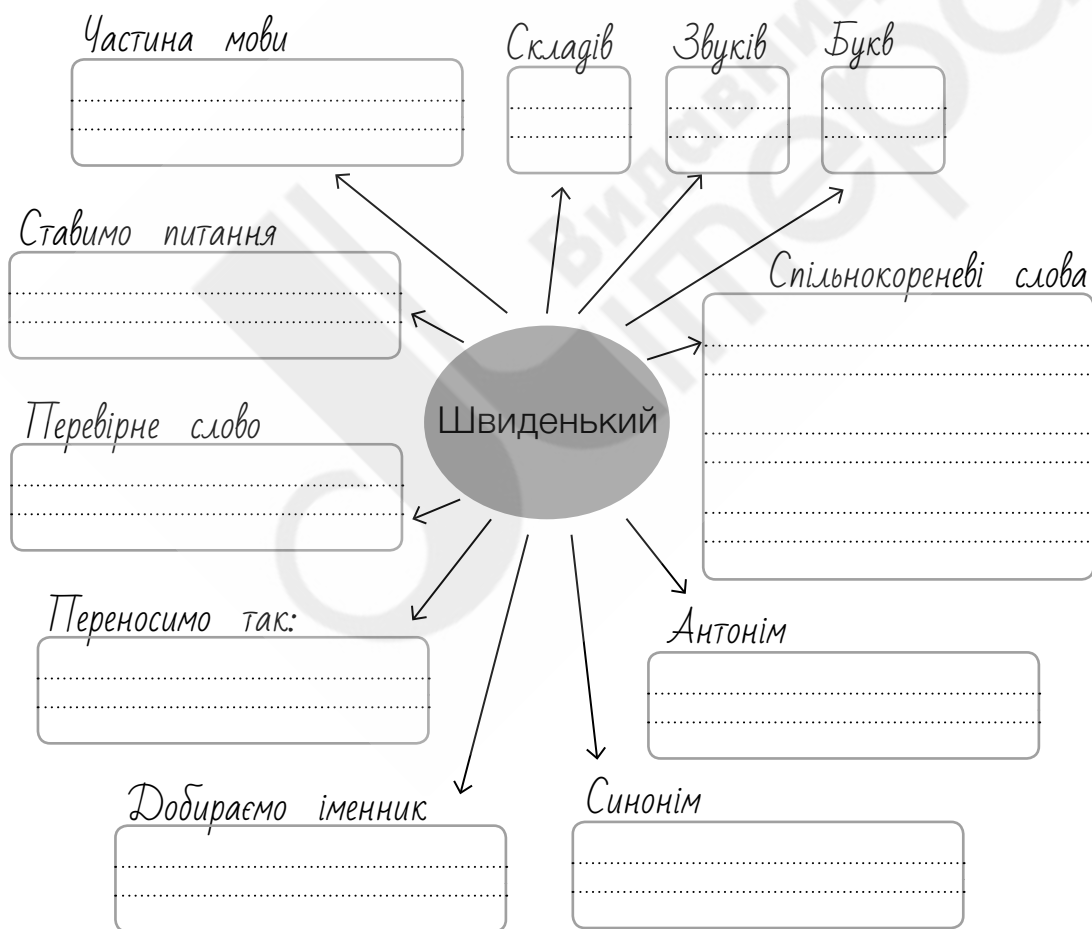 Частина мови
Складів
Звуків
Букв
Ставимо питання
Спільнокореневі слова
Швиденький
Перевірне слово
Переносимо так:
Антонім
Добираємо іменник
Синонім